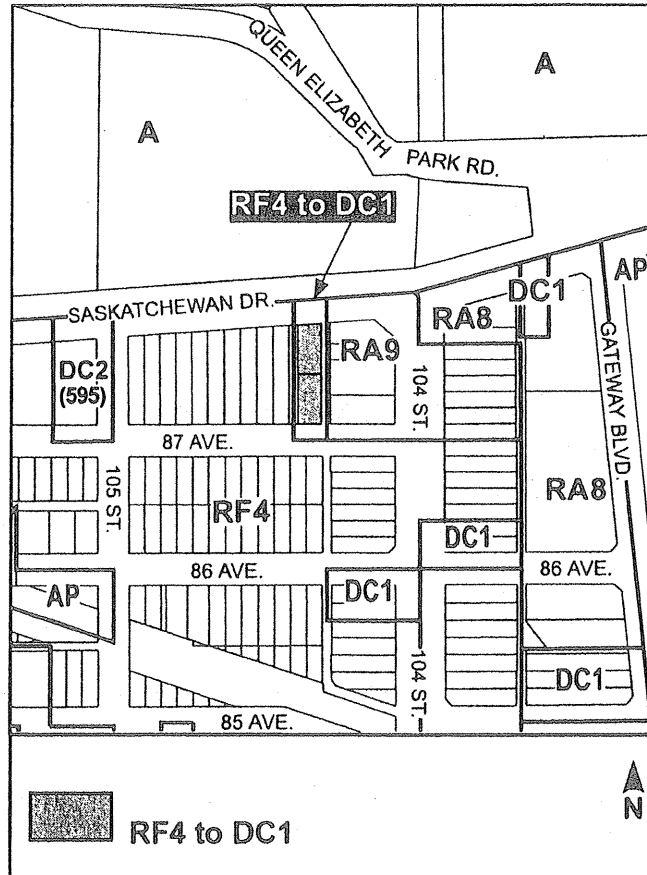 QUEEN ELIZABETH
PARK RD.
A
A
RF4 to DC1
AP
DC1
SASKATCHEWAN DR.
RA8
RA9
DC2
(595)
104 ST.
GATEWAY BLVD.
87 AVE.
105 ST.
RF4
RA8
DC1
86 AVE.
86 AVE.
AP
DC1
104 ST.
DC1
85 AVE.
RF4 to DC1
N